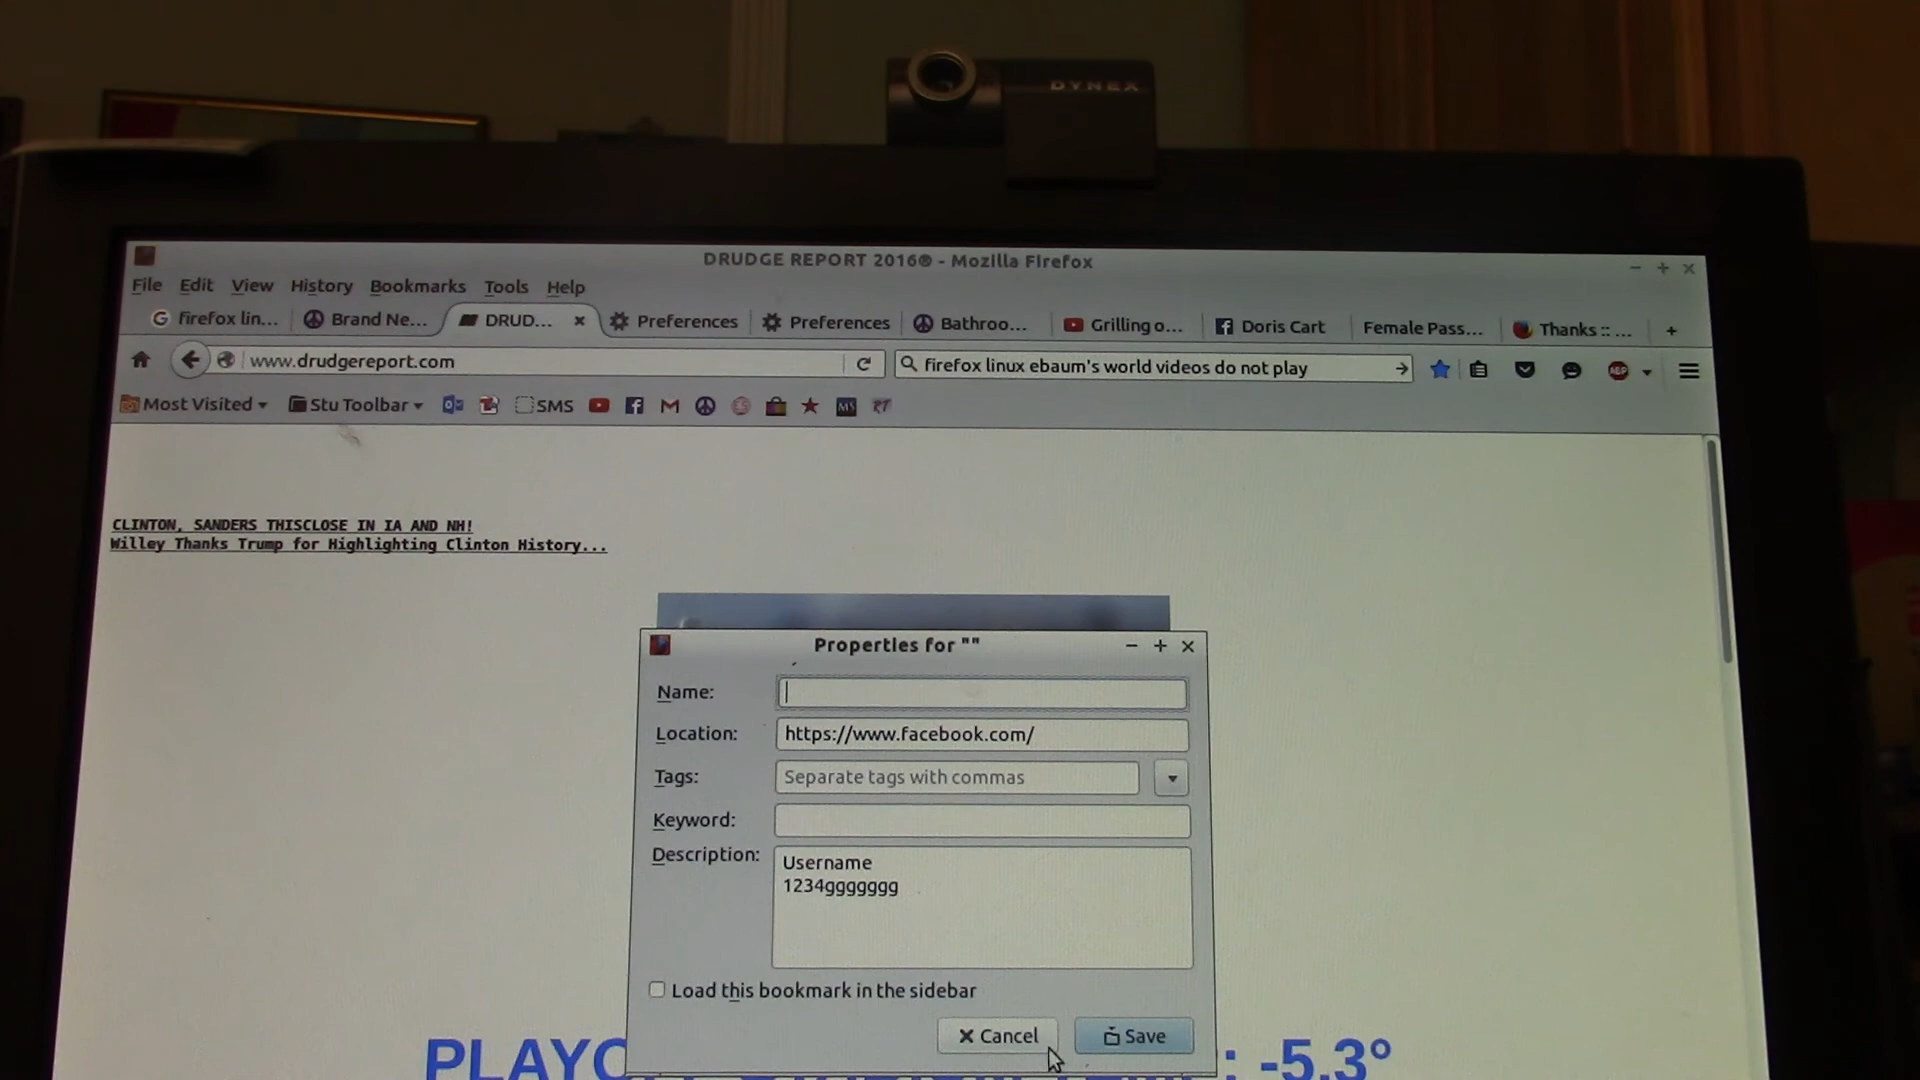 DYNEX
DRUDGE REPORT 2016® - Mozilla Firefox
File Edit View History Bookmarks Tools Help
firefox lin... Brand Ne... DRUD... Preferences Preferences Bathroo... Grilling o... Doris Cart Female Pass... Thanks :: ...
www.drudgereport.com firefox linux ebaum's world videos do not play ABP
Most Visited Stu Toolbar SMS MS RT
CLINTON, SANDERS THISCLOSE IN IA AND NH!
Willey Thanks Trump for Highlighting Clinton History...
Properties for ""
Name:
Location: https://www.facebook.com/
Tags: Separate tags with commas
Keyword:
Description: Username
1234ggggggg
Load this bookmark in the sidebar
Cancel Save
: -5.3°